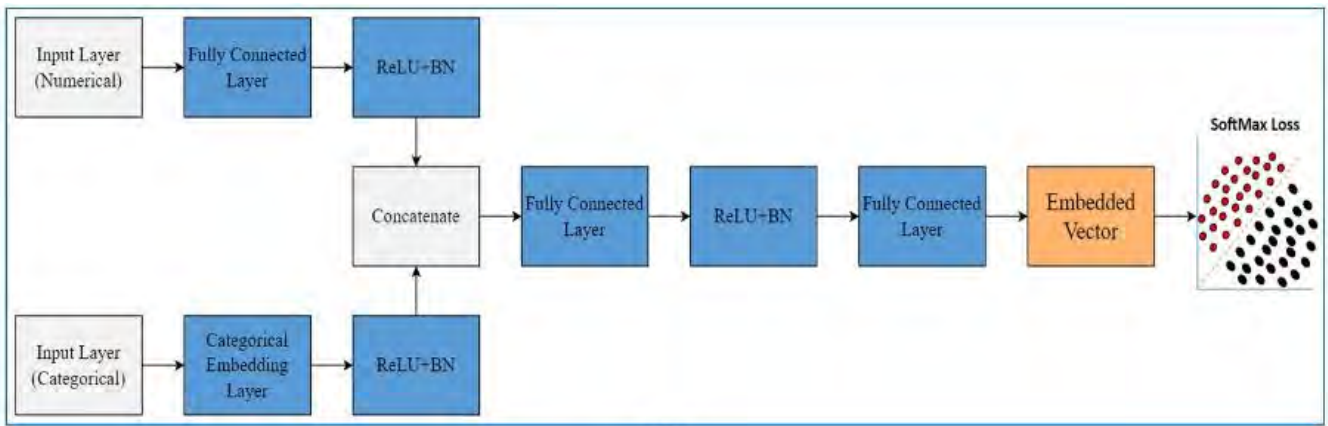 Input Layer
(Numerical)
Fully Connected
Layer
ReLU+BN
SoftMax Loss
Concatenate
Fully Connected
Layer
ReLU+BN
Fully Connected
Layer
Embedded
Vector
Input Layer
(Categorical)
Categorical
Embedding
Layer
ReLU+BN